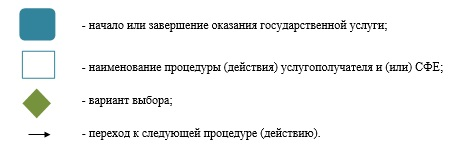 - начало или завершение оказания государственной услуги;
- наименование процедуры (действия) услугополучателя и (или) СФЕ;
- вариант выбора;
- переход к следующей процедуре (действию).